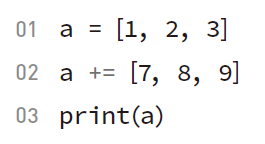 01 a = [1, 2, 3]
02 a += [7, 8, 9]
03 print(a)